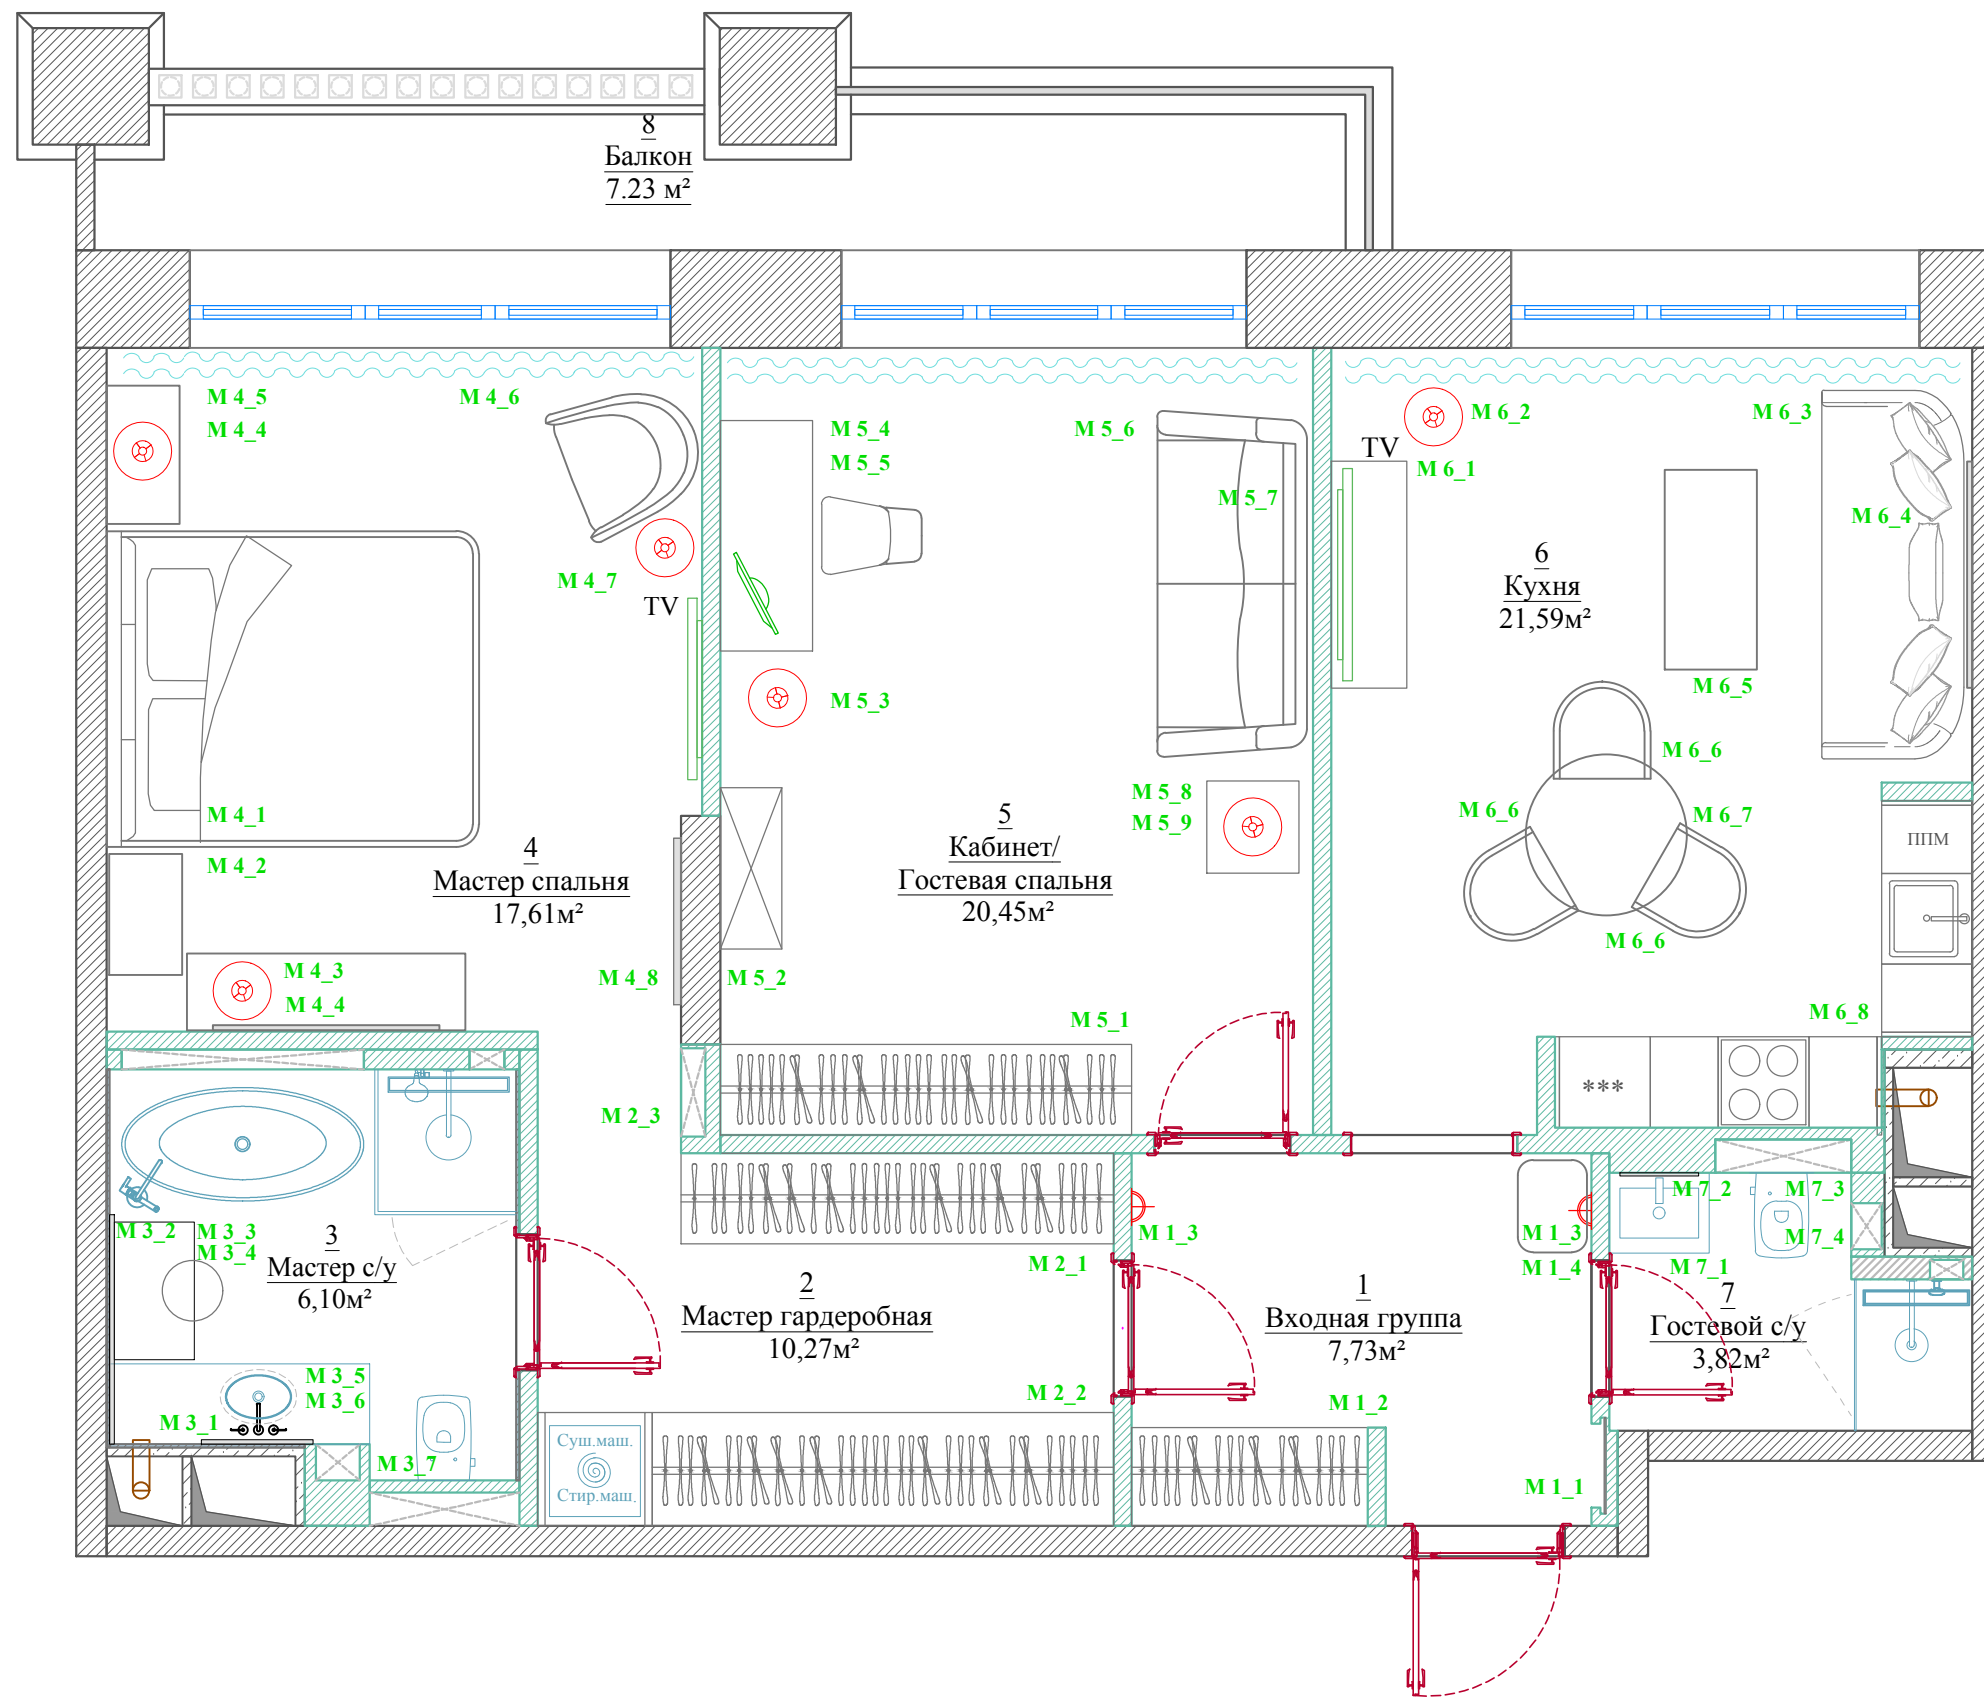 8
Балкон
7.23 м²
М 4_5
М 4_4
М 4_6
М 4_7
TV
М 4_1
М 4_2
4
Мастер спальня
17,61м²
М 4_3
М 4_4
М 4_8
М 5_4
М 5_5
М 5_6
М 5_7
М 5_3
М 5_8
М 5_9
5
Кабинет/
Гостевая спальня
20,45м²
М 5_2
М 5_1
М 6_2
TV
М 6_1
М 6_3
М 6_4
6
Кухня
21,59м²
М 6_5
М 6_6
М 6_6
М 6_7
ППМ
М 6_6
М 6_8
***
М 2_3
М 3_2
М 3_3
М 3_4
3
Мастер с/у
6,10м²
М 3_5
М 3_6
М 3_1
М 3_7
М 2_1
2
Мастер гардеробная
10,27м²
М 2_2
Суш.маш.
Стир.маш.
М 1_3
М 1_3
М 1_4
1
Входная группа
7,73м²
М 1_2
М 1_1
М 7_2
М 7_3
М 7_4
М 7_1
7
Гостевой с/у
3,82м²